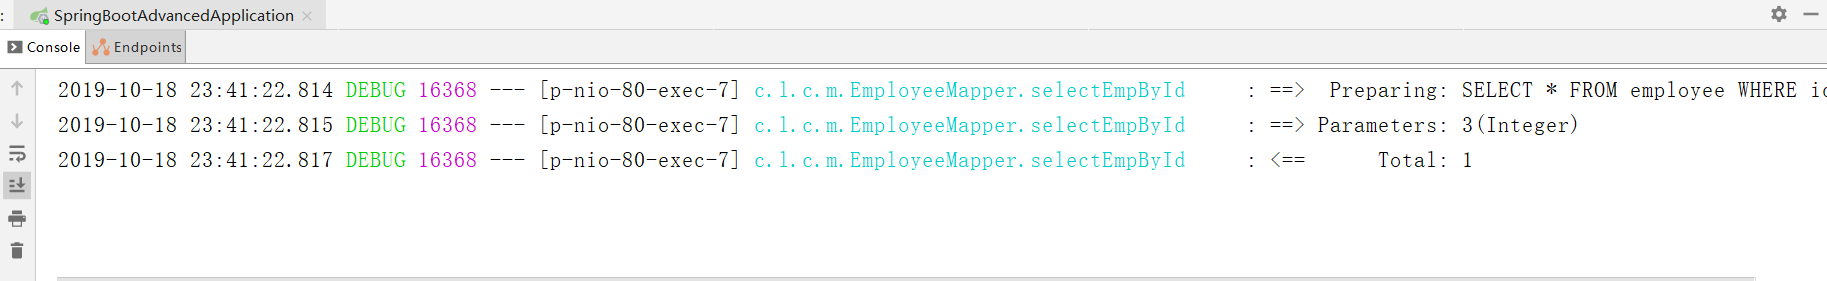 : SpringBootAdvancedApplication ×
Console Endpoints
2019-10-18 23:41:22.814 DEBUG 16368 --- [p-nio-80-exec-7] c.l.c.m.EmployeeMapper.selectEmpById : ==> Preparing: SELECT * FROM employee WHERE
2019-10-18 23:41:22.815 DEBUG 16368 --- [p-nio-80-exec-7] c.l.c.m.EmployeeMapper.selectEmpById : ==> Parameters: 3(Integer)
2019-10-18 23:41:22.817 DEBUG 16368 --- [p-nio-80-exec-7] c.l.c.m.EmployeeMapper.selectEmpById : <== Total: 1